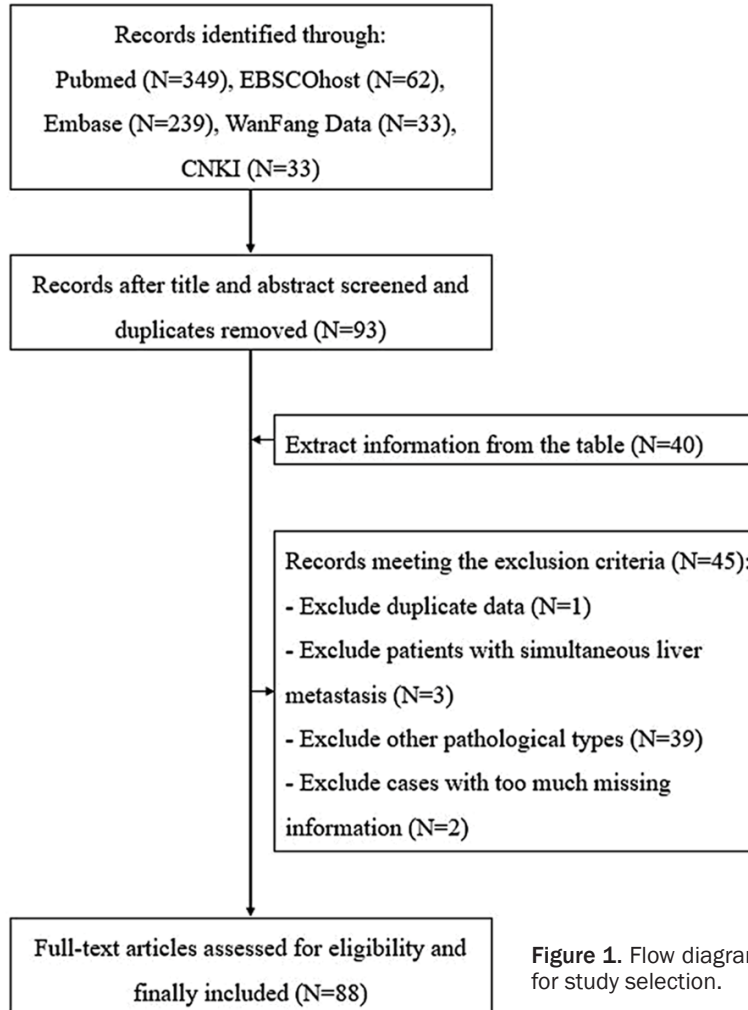 Records identified through:
Pubmed (N=349), EBSCOhost (N=62),
Embase (N=239), WanFang Data (N=33),
CNKI (N=33)
Records after title and abstract screened and
duplicates removed (N=93)
Extract information from the table (N=40)
Records meeting the exclusion criteria (N=45):
- Exclude duplicate data (N=1)
- Exclude patients with simultaneous liver
metastasis (N=3)
- Exclude other pathological types (N=39)
- Exclude cases with too much missing
information (N=2)
Full-text articles assessed for eligibility and
finally included (N=88)
Figure 1. Flow diagram
for study selection.